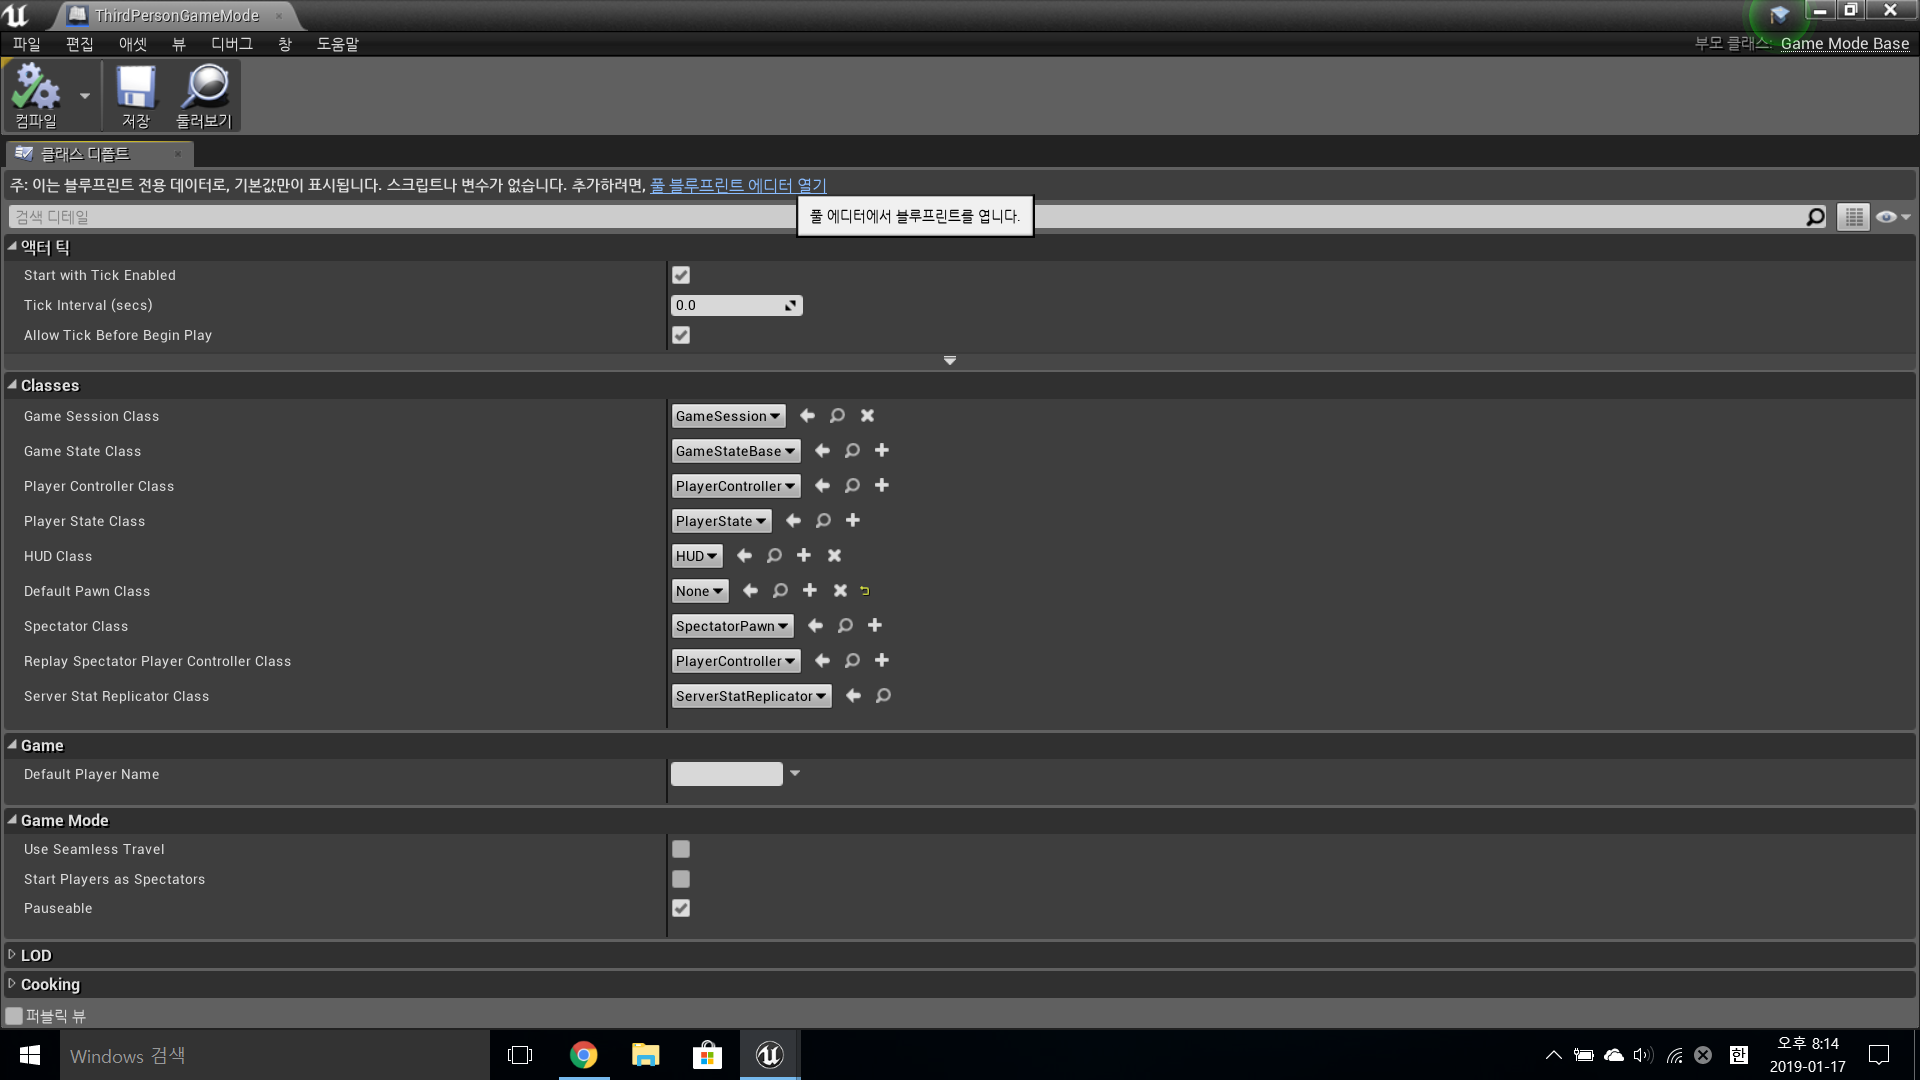 ThirdPersonGameMode
파일 편집 애셋 뷰 디버그 창 도움말
부모 클래스: Game Mode Base
컴파일 저장 둘러보기
클래스 디폴트
주: 이는 블루프린트 전용 데이터로, 기본값만이 표시됩니다. 스크립트나 변수가 없습니다. 추가하려면, 풀 블루프린트 에디터 열기
검색 디테일
풀 에디터에서 블루프린트를 엽니다.
액터 틱
Start with Tick Enabled
Tick Interval (secs) 0.0
Allow Tick Before Begin Play
Classes
Game Session Class GameSession
Game State Class GameStateBase
Player Controller Class PlayerController
Player State Class PlayerState
HUD Class HUD
Default Pawn Class None
Spectator Class SpectatorPawn
Replay Spectator Player Controller Class PlayerController
Server Stat Replicator Class ServerStatReplicator
Game
Default Player Name
Game Mode
Use Seamless Travel
Start Players as Spectators
Pauseable
LOD
Cooking
퍼블릭 뷰
Windows 검색
한
오후 8:14
2019-01-17